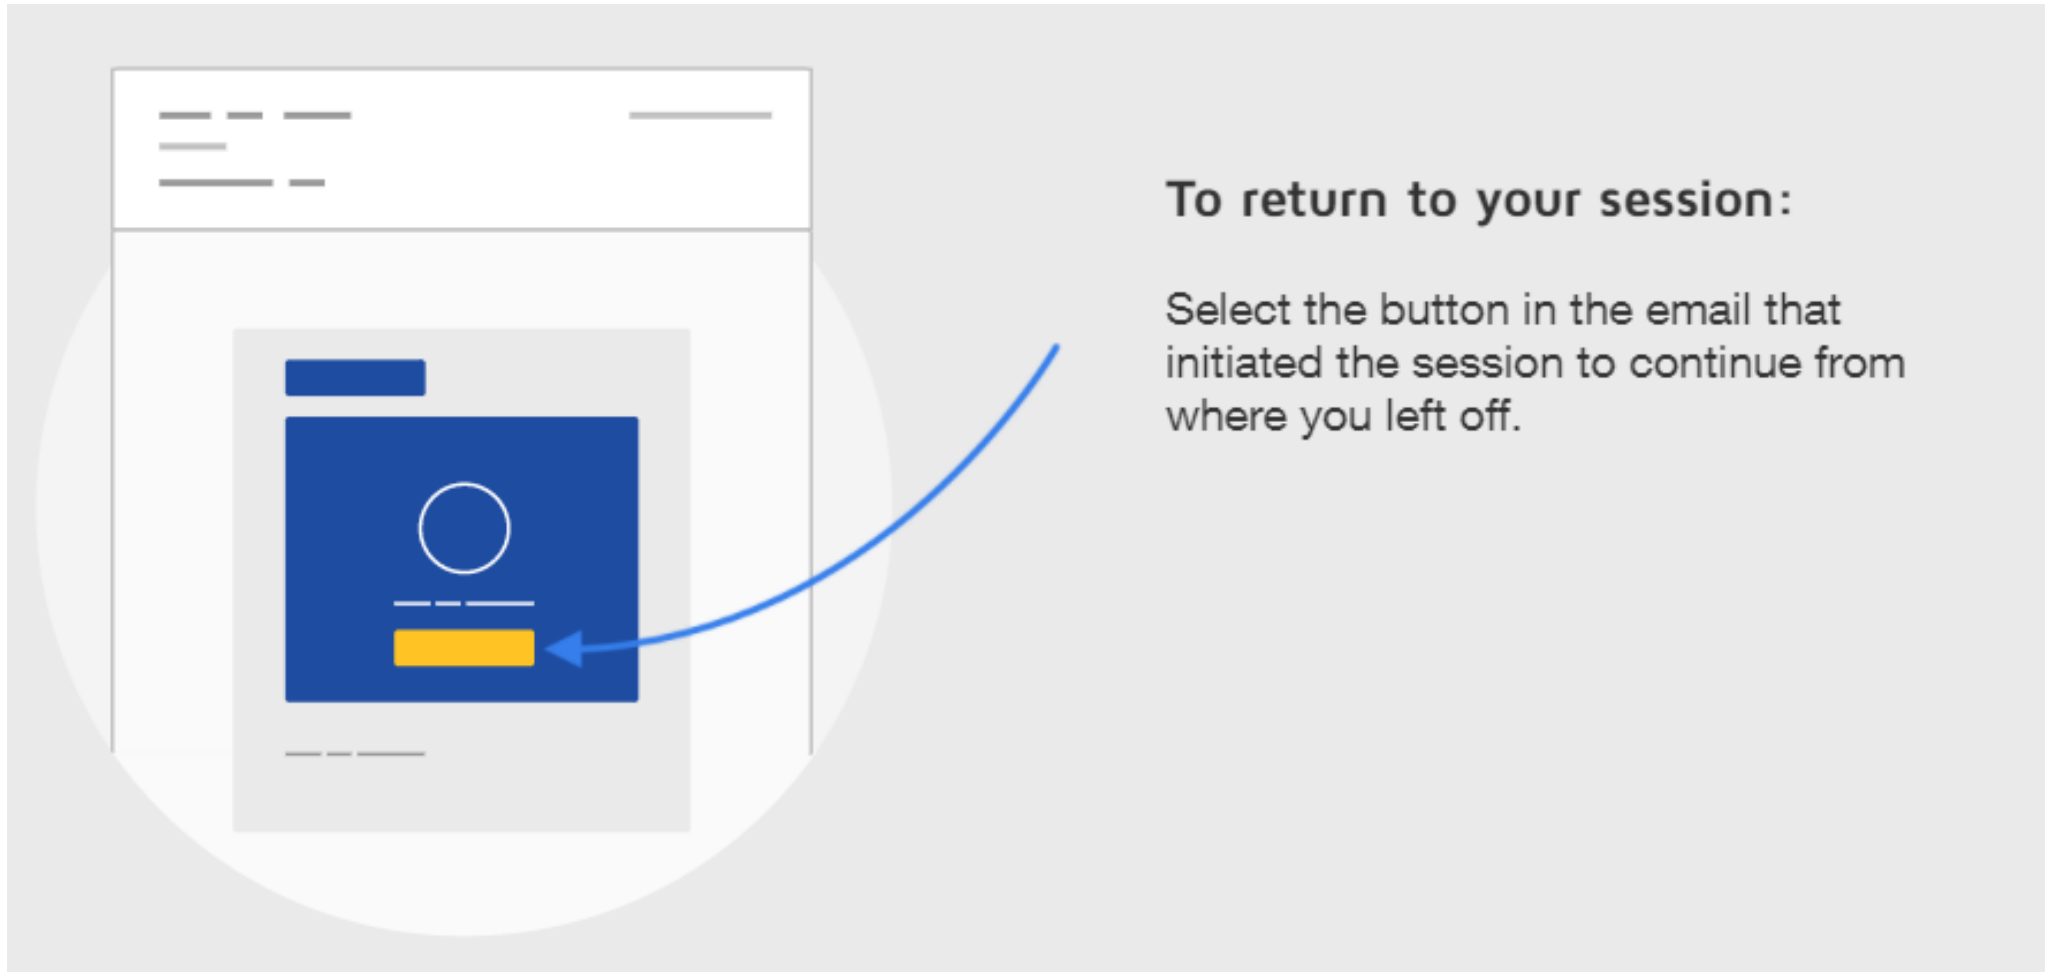 To return to your session:
Select the button in the email that
initiated the session to continue from
where you left off.